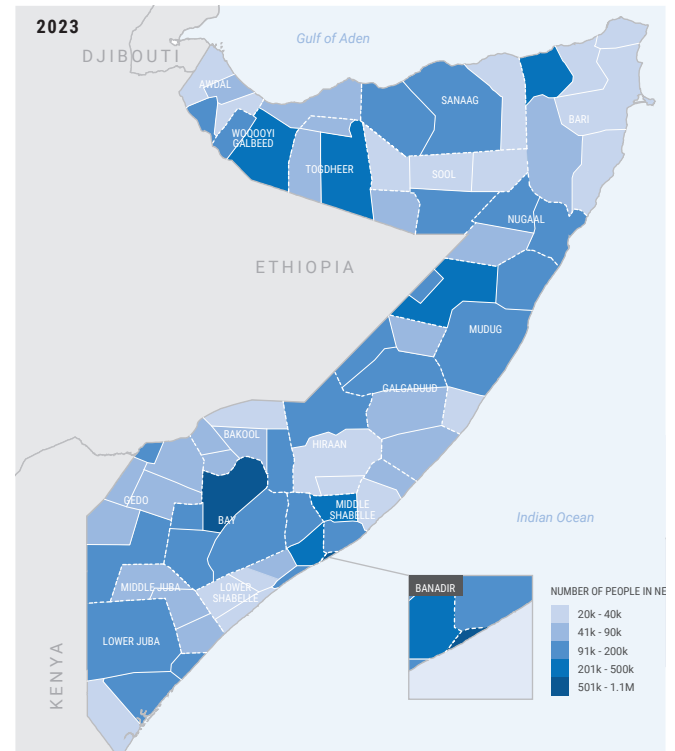 2023
Gulf of Aden
DJIBOUTI
AWDAL
SANAAG
BARI
WOQOOYI
GALBEED
TOGDHEER
SOOL
NUGAAL
ETHIOPIA
MUDUG
GALGADUUD
BAKOOL
HIRAAN
GEDO
MIDDLE
SHABELLE
BAY
Indian Ocean
MIDDLE JUBA
LOWER
SHABELLE
BANADIR
NUMBER OF PEOPLE IN NE
20k - 40k
41k - 90k
91k - 200k
201k - 500k
501k - 1.1M
LOWER JUBA
KENYA